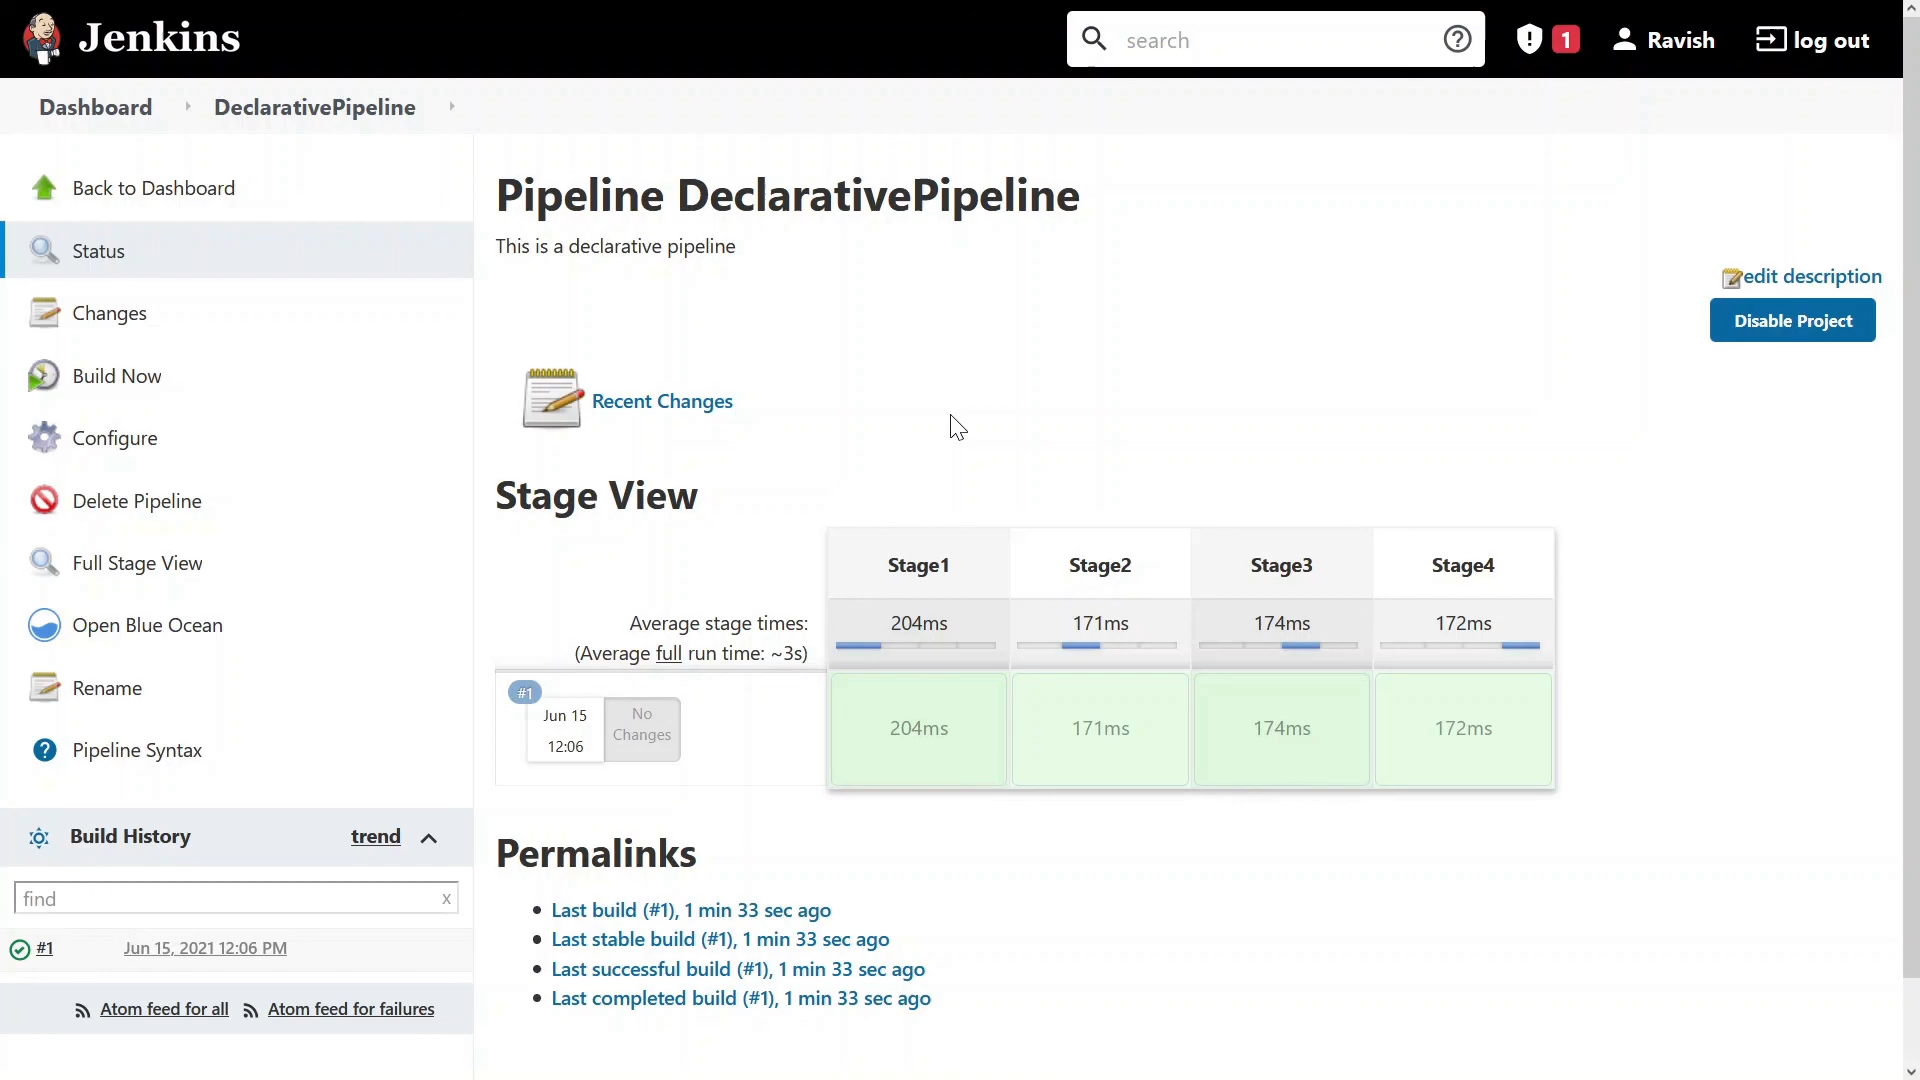 Jenkins
search
1
Ravish
log out
Dashboard
DeclarativePipeline
Back to Dashboard
Status
Changes
Build Now
Configure
Delete Pipeline
Full Stage View
Open Blue Ocean
Rename
Pipeline Syntax
Build History
trend
find
x
#1
Jun 15, 2021 12:06 PM
Atom feed for all
Atom feed for failures
Pipeline DeclarativePipeline
This is a declarative pipeline
edit description
Disable Project
Recent Changes
Stage View
Stage1 Stage2 Stage3 Stage4
Average stage times:
(Average full run time: ~3s)
204ms 171ms 174ms 172ms
#1
Jun 15
12:06
No
Changes
204ms 171ms 174ms 172ms
Permalinks
Last build (#1), 1 min 33 sec ago
Last stable build (#1), 1 min 33 sec ago
Last successful build (#1), 1 min 33 sec ago
Last completed build (#1), 1 min 33 sec ago